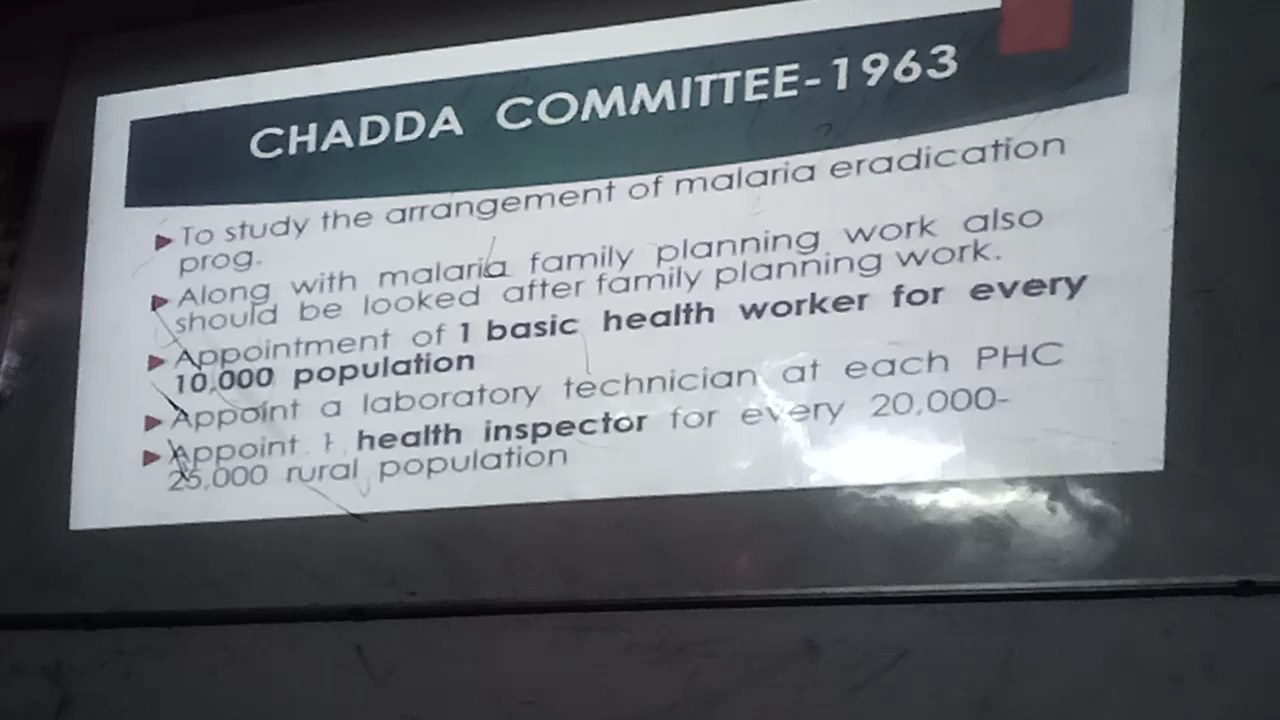 CHADDA COMMITTEE-1963
To study the arrangement of malaria eradication
prog.
Along with malaria family planning work also
should be looked after family planning work.
Appointment of 1 basic health worker for every
10,000 population
Appoint a laboratory technician at each PHC
Appoint 1 health inspector for every 20,000-
25,000 rural population